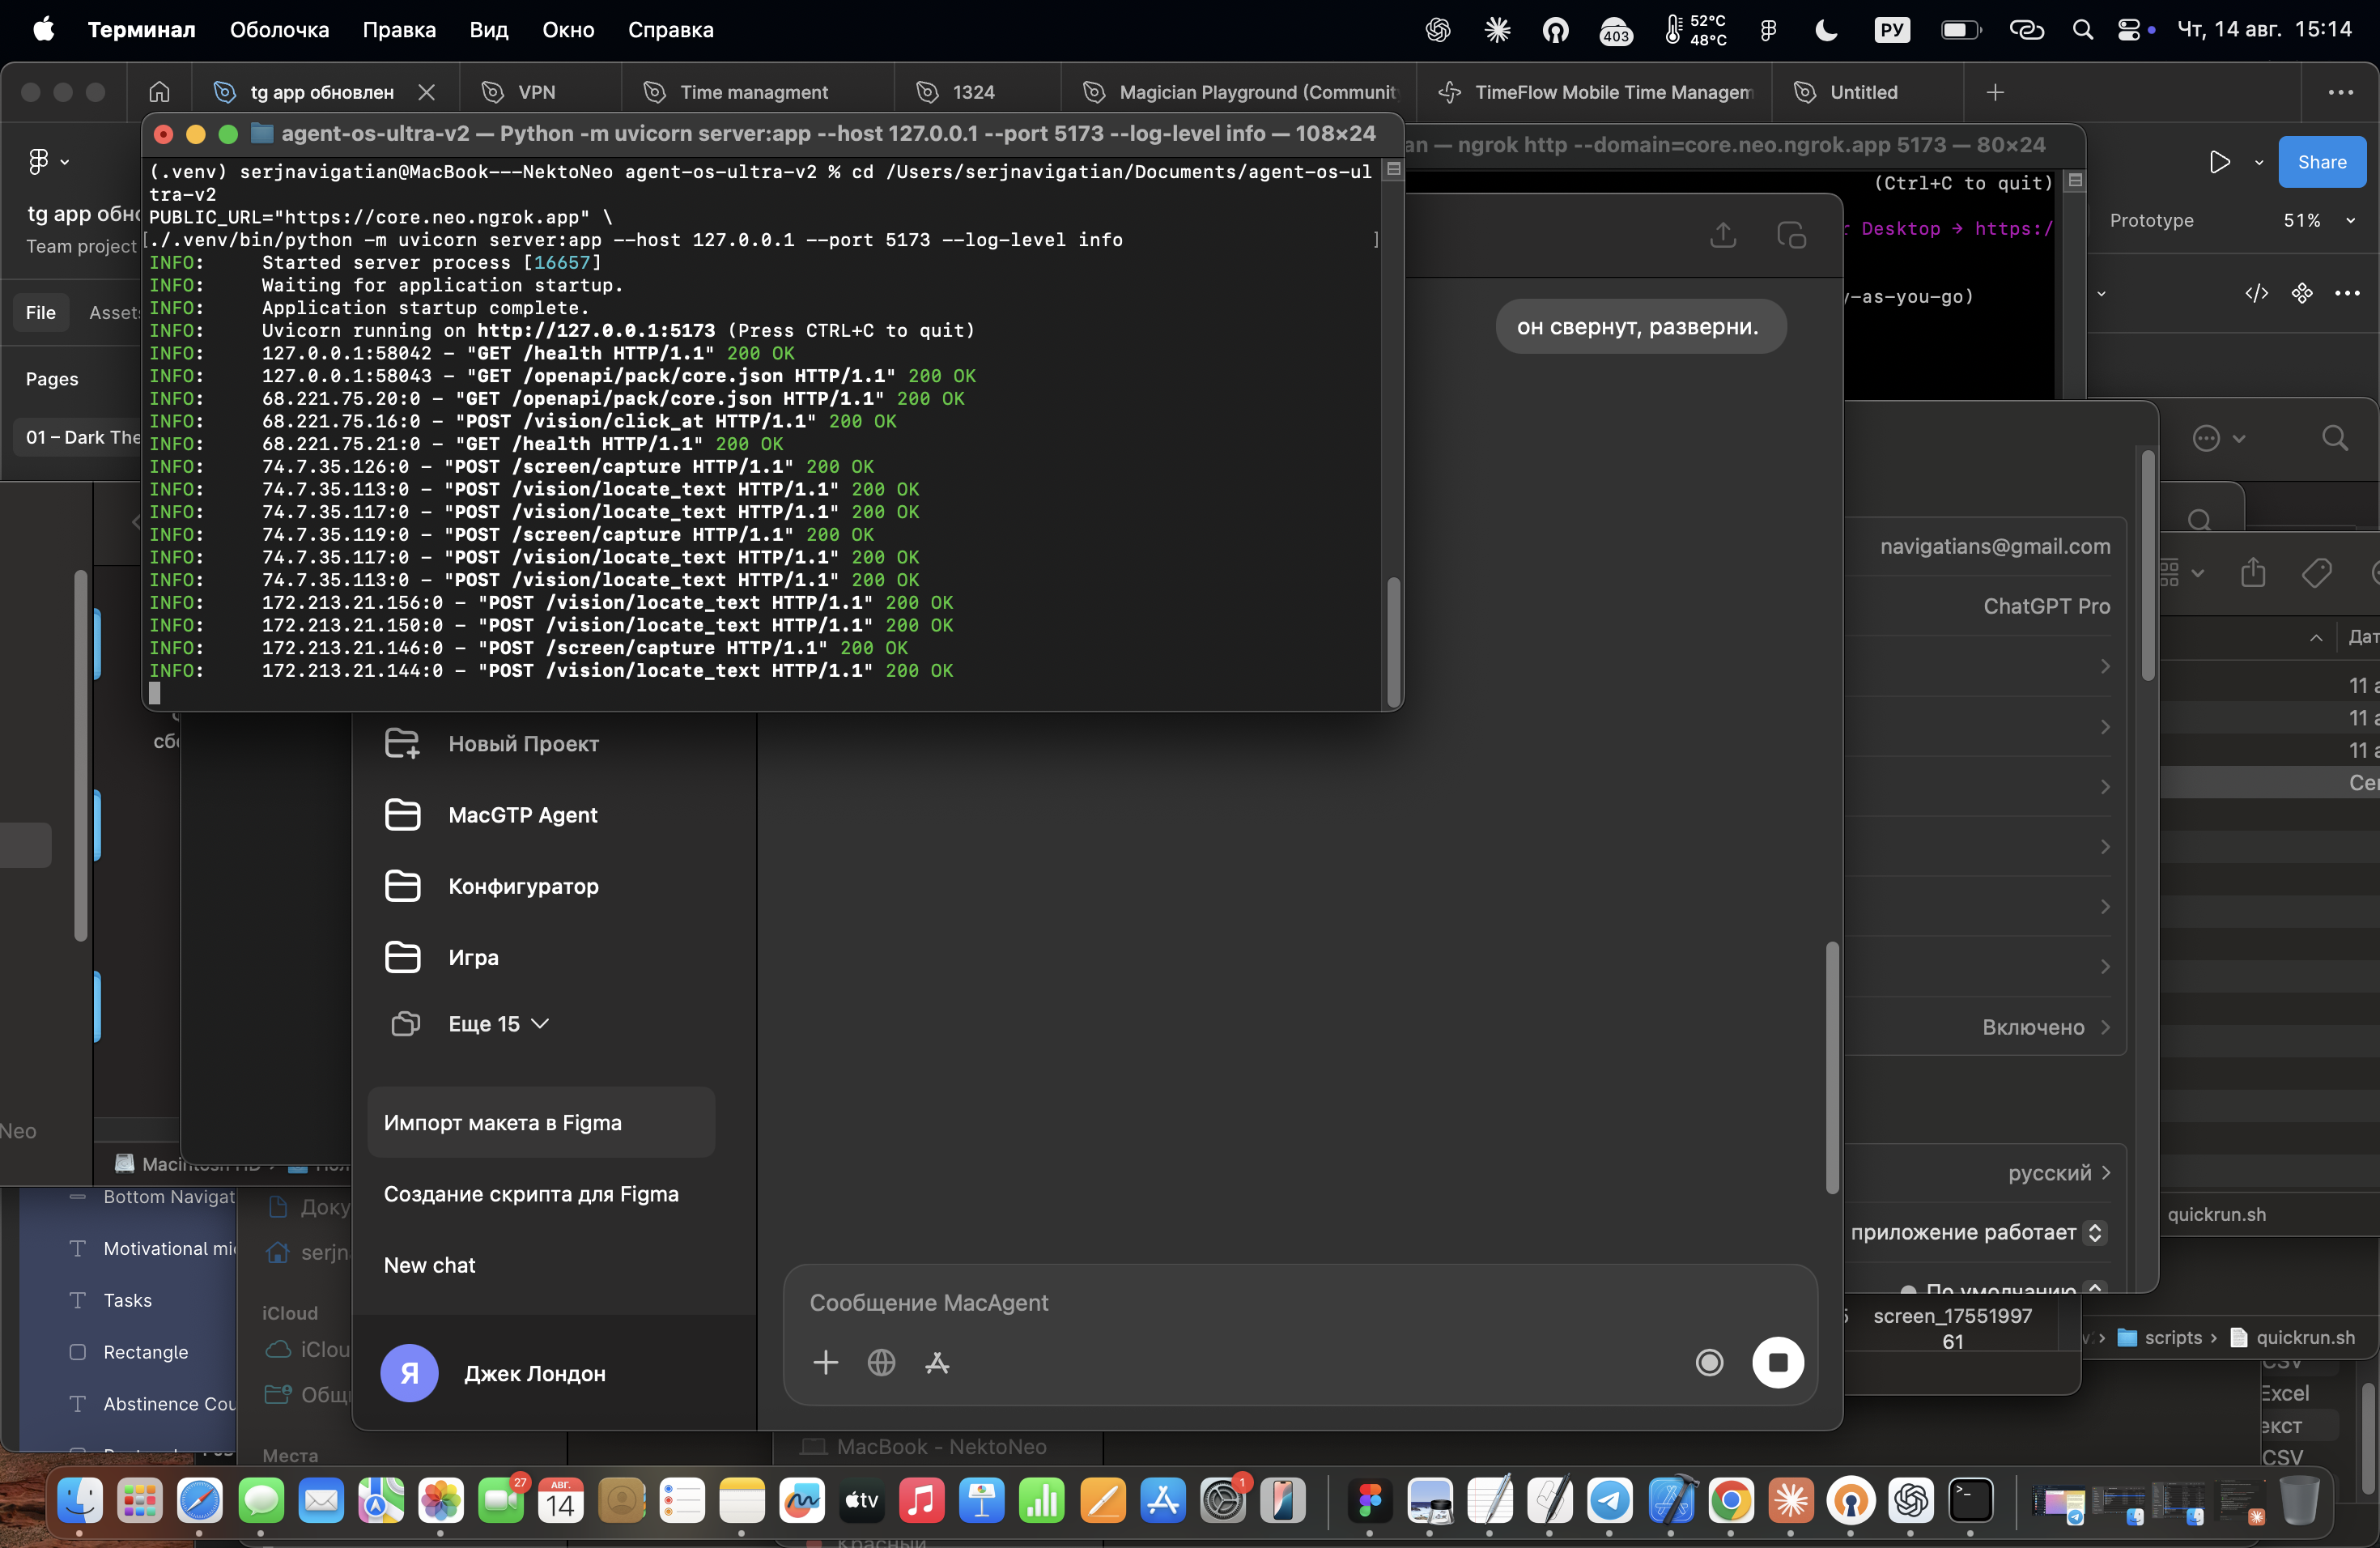 Терминал Оболочка Правка Вид Окно Справка 403 52°C 48°C РУ Чт, 14 авг. 15:14
tg app обновлен VPN Time managment 1324 Magician Playground (Communit TimeFlow Mobile Time Managem Untitled
agent-os-ultra-v2 — Python -m uvicorn server:app --host 127.0.0.1 --port 5173 --log-level info — 108×24
an — ngrok http --domain=core.neo.ngrok.app 5173 — 80×24
Share
(.venv) serjnavigatian@MacBook---NektoNeo agent-os-ultra-v2 % cd /Users/serjnavigatian/Documents/agent-os-ul
tra-v2
PUBLIC_URL="https://core.neo.ngrok.app" \
[./.venv/bin/python -m uvicorn server:app --host 127.0.0.1 --port 5173 --log-level info ]
INFO: Started server process [16657]
INFO: Waiting for application startup.
INFO: Application startup complete.
INFO: Uvicorn running on http://127.0.0.1:5173 (Press CTRL+C to quit)
INFO: 127.0.0.1:58042 - "GET /health HTTP/1.1" 200 OK
INFO: 127.0.0.1:58043 - "GET /openapi/pack/core.json HTTP/1.1" 200 OK
INFO: 68.221.75.20:0 - "GET /openapi/pack/core.json HTTP/1.1" 200 OK
INFO: 68.221.75.16:0 - "POST /vision/click_at HTTP/1.1" 200 OK
INFO: 68.221.75.21:0 - "GET /health HTTP/1.1" 200 OK
INFO: 74.7.35.126:0 - "POST /screen/capture HTTP/1.1" 200 OK
INFO: 74.7.35.113:0 - "POST /vision/locate_text HTTP/1.1" 200 OK
INFO: 74.7.35.117:0 - "POST /vision/locate_text HTTP/1.1" 200 OK
INFO: 74.7.35.119:0 - "POST /screen/capture HTTP/1.1" 200 OK
INFO: 74.7.35.117:0 - "POST /vision/locate_text HTTP/1.1" 200 OK
INFO: 74.7.35.113:0 - "POST /vision/locate_text HTTP/1.1" 200 OK
INFO: 172.213.21.156:0 - "POST /vision/locate_text HTTP/1.1" 200 OK
INFO: 172.213.21.150:0 - "POST /vision/locate_text HTTP/1.1" 200 OK
INFO: 172.213.21.146:0 - "POST /screen/capture HTTP/1.1" 200 OK
INFO: 172.213.21.144:0 - "POST /vision/locate_text HTTP/1.1" 200 OK
(Ctrl+C to quit)
Desktop → https:/
-as-you-go)
Prototype 51%
tg app обно
Team project
File Assets
Pages
01 – Dark The
он свернут, разверни.
navigatians@gmail.com
ChatGPT Pro
Включено
русский
приложение работает
По умолчанию
Дат
11 а
11 а
11 а
Сег
сбо
Новый Проект
MacGTP Agent
Конфигуратор
Игра
Еще 15
Импорт макета в Figma
Создание скрипта для Figma
New chat
Я Джек Лондон
Сообщение MacAgent
Neo
Macintosh HD
Bottom Navigat
Motivational mi
Tasks
Rectangle
Abstinence Cou
Доку
serjn
iCloud
iClou
Общ
Места
MacBook - NektoNeo
Красный
quickrun.sh
screen_17551997
61
scripts quickrun.sh
CSV
Excel
екст
CSV
27
АВГ.
14
tv
1